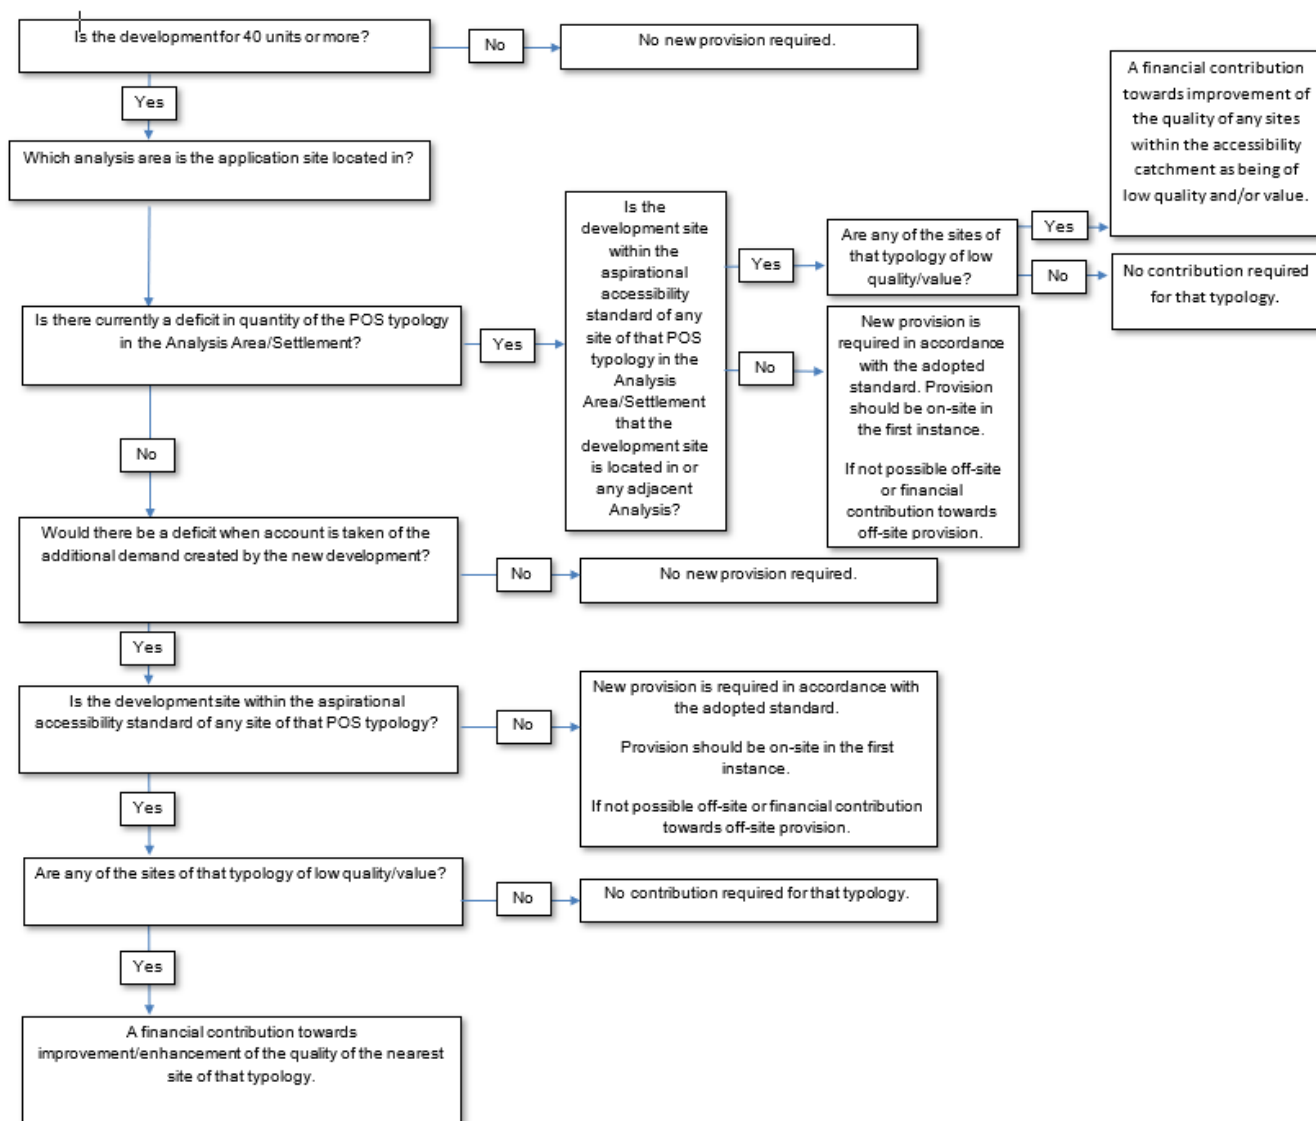 Is the development for 40 units or more?
No
No new provision required.
Yes
Which analysis area is the application site located in?
Is there currently a deficit in quantity of the POS typology
in the Analysis Area/Settlement?
Yes
Is the
development site
within the
aspirational
accessibility
standard of any
site of that POS
typology in the
Analysis
Area/Settlement
that the
development site
is located in or
any adjacent
Analysis?
Yes
Are any of the sites of
that typology of low
quality/value?
Yes
A financial contribution
towards improvement of
the quality of any sites
within the accessibility
catchment as being of
low quality and/or value.
No
No contribution required
for that typology.
No
New provision is
required in accordance
with the adopted
standard. Provision
should be on-site in
the first instance.
If not possible off-site
or financial
contribution towards
off-site provision.
No
Would there be a deficit when account is taken of the
additional demand created by the new development?
No
No new provision required.
Yes
Is the development site within the aspirational
accessibility standard of any site of that POS typology?
No
New provision is required in accordance with
the adopted standard.
Provision should be on-site in the first
instance.
If not possible off-site or financial contribution
towards off-site provision.
Yes
Are any of the sites of that typology of low quality/value?
No
No contribution required for that typology.
Yes
A financial contribution towards
improvement/enhancement of the quality of the nearest
site of that typology.